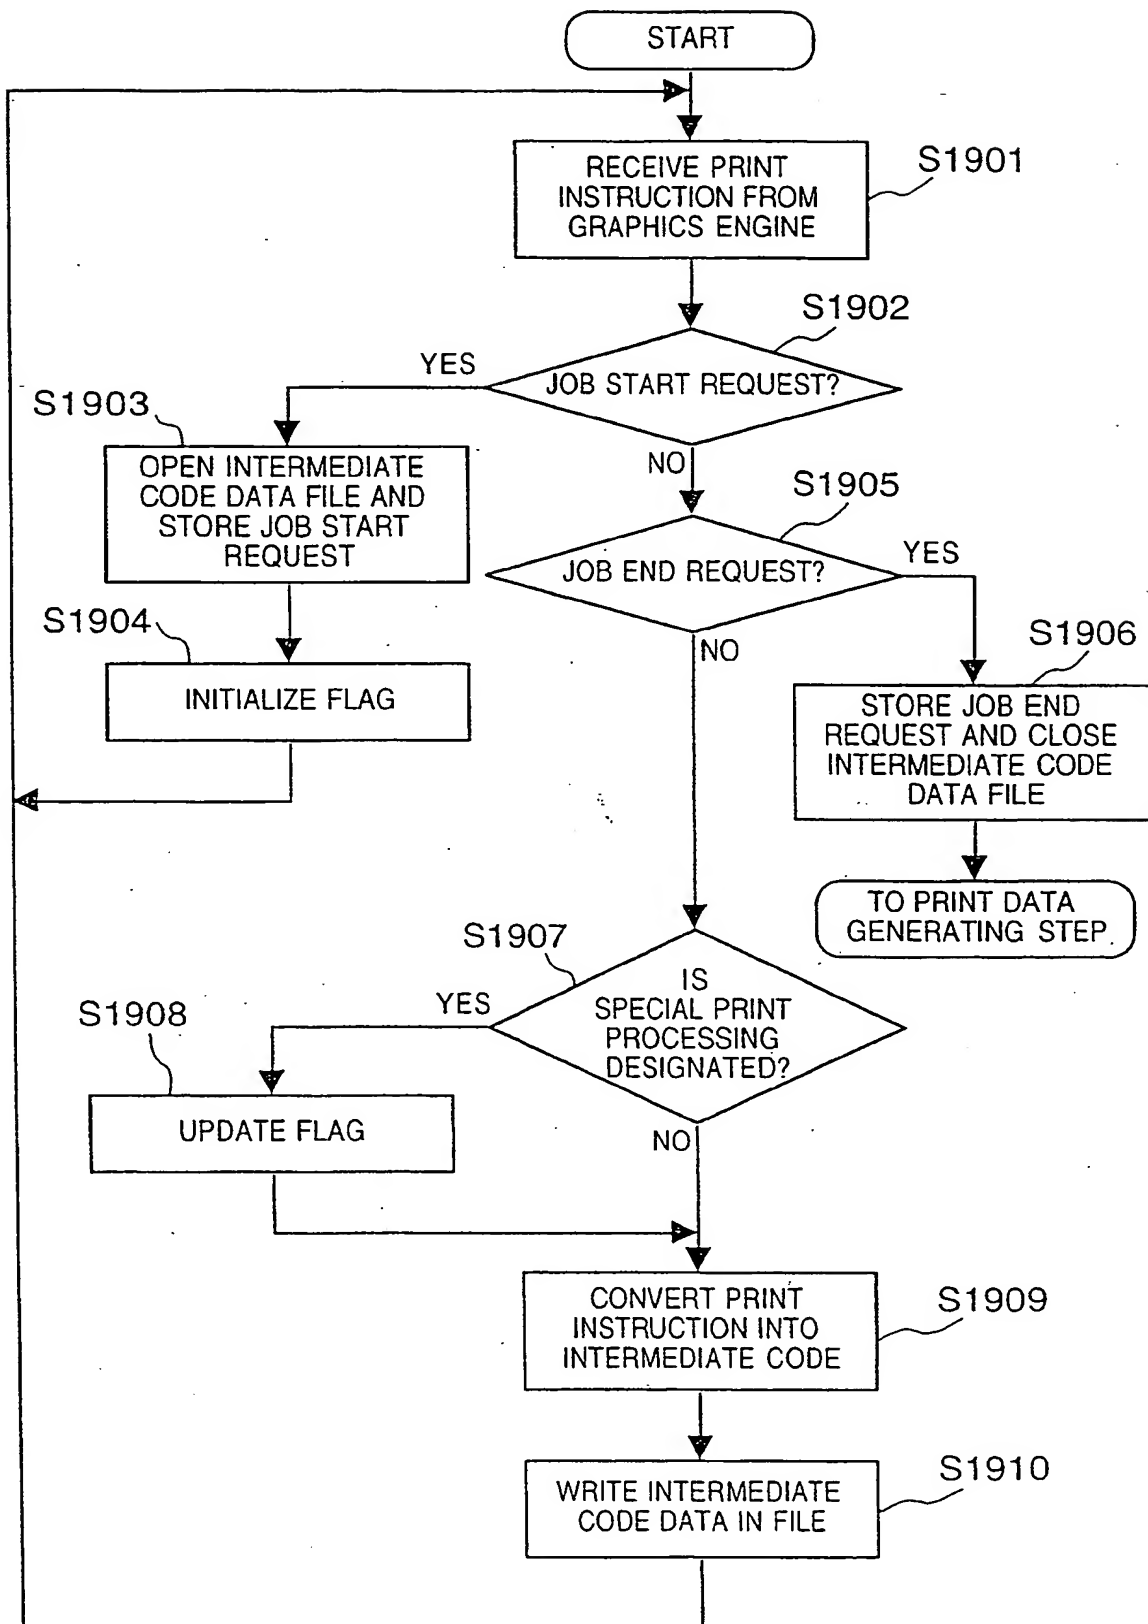 START
RECEIVE PRINT
INSTRUCTION FROM
GRAPHICS ENGINE
S1901
S1902
YES
JOB START REQUEST?
S1903
OPEN INTERMEDIATE
CODE DATA FILE AND
STORE JOB START
REQUEST
NO
S1905
JOB END REQUEST?
YES
S1904
INITIALIZE FLAG
NO
S1906
STORE JOB END
REQUEST AND CLOSE
INTERMEDIATE CODE
DATA FILE
TO PRINT DATA
GENERATING STEP
S1907
YES
IS
SPECIAL PRINT
PROCESSING
DESIGNATED?
S1908
UPDATE FLAG
NO
CONVERT PRINT
INSTRUCTION INTO
INTERMEDIATE CODE
S1909
WRITE INTERMEDIATE
CODE DATA IN FILE
S1910